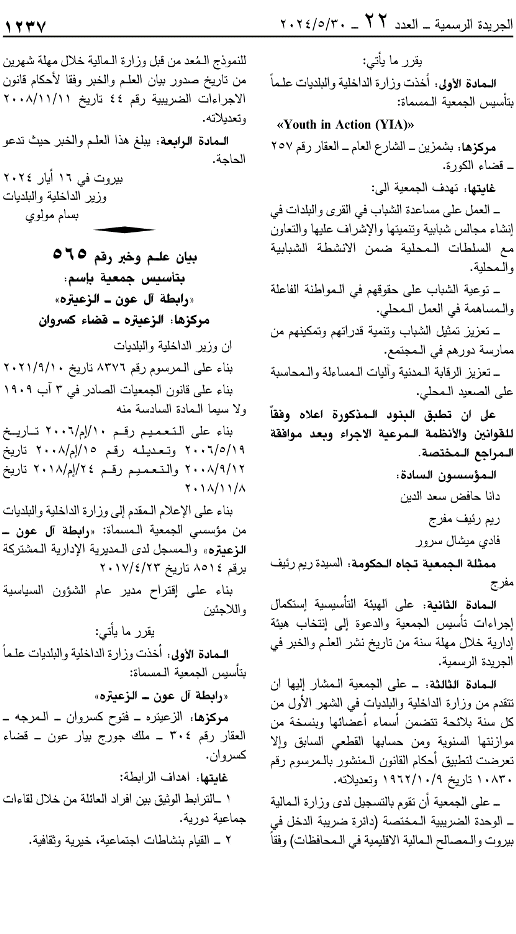 الجريدة الرسمية ـ العدد ٢٢ ـ ٢٠٢٤/٥/٣٠
١٢٣٧
يقرر ما يأتي:
المادة الأولى: أخذت وزارة الداخلية والبلديات علماً
بتأسيس الجمعية المسماة:
«Youth in Action (YIA)»
مركزها: بشمزين ـ الشارع العام ـ العقار رقم ٢٥٧
ـ قضاء الكورة.
غايتها: تهدف الجمعية الى:
ـ العمل على مساعدة الشباب في القرى والبلدات في
إنشاء مجالس شبابية وتنميتها والإشراف عليها والتعاون
مع السلطات المحلية ضمن الانشطة الشبابية
والمحلية.
ـ توعية الشباب على حقوقهم في المواطنة الفاعلة
والمساهمة في العمل المحلي.
ـ تعزيز تمثيل الشباب وتنمية قدراتهم وتمكينهم من
ممارسة دورهم في المجتمع.
ـ تعزيز الرقابة المدنية وآليات المساءلة والمحاسبة
على الصعيد المحلي.
على ان تطبق البنود المذكورة اعلاه وفقاً
للقوانين والأنظمة المرعية الاجراء وبعد موافقة
المراجع المختصة.
المؤسسون السادة:
دانا حافض سعد الدين
ريم رئيف مفرج
فادي ميشال سرور
ممثلة الجمعية تجاه الحكومة: السيدة ريم رئيف
مفرج
المادة الثانية: على الهيئة التأسيسية إستكمال
إجراءات تأسيس الجمعية والدعوة إلى إنتخاب هيئة
إدارية خلال مهلة سنة من تاريخ نشر العلم والخبر في
الجريدة الرسمية.
المادة الثالثة: ـ على الجمعية المشار إليها ان
تتقدم من وزارة الداخلية والبلديات في الشهر الأول من
كل سنة بلائحة تتضمن أسماء أعضائها وبنسخة من
موازنتها السنوية ومن حسابها القطعي السابق وإلا
تعرضت لتطبيق أحكام القانون المنشور بالمرسوم رقم
١٠٨٣٠ تاريخ ١٩٦٢/١٠/٩ وتعديلاته.
ـ على الجمعية أن تقوم بالتسجيل لدى وزارة المالية
ـ الوحدة الضريبية المختصة (دائرة ضريبة الدخل في
بيروت والمصالح المالية الاقليمية في المحافظات) وفقاً
للنموذج المُعد من قبل وزارة المالية خلال مهلة شهرين
من تاريخ صدور بيان العلم والخبر وفقا لأحكام قانون
الاجراءات الضريبية رقم ٤٤ تاريخ ٢٠٠٨/١١/١١
وتعديلاته.
المادة الرابعة: يبلغ هذا العلم والخبر حيث تدعو
الحاجة.
بيروت في ١٦ أيار ٢٠٢٤
وزير الداخلية والبلديات
بسام مولوي
بيان علم وخبر رقم ٥٦٥
بتأسيس جمعية بإسم:
«رابطة آل عون ـ الزعيتره»
مركزها: الزعيتره ـ قضاء كسروان
ان وزير الداخلية والبلديات
بناء على المرسوم رقم ٨٣٧٦ تاريخ ٢٠٢١/٩/١٠
بناء على قانون الجمعيات الصادر في ٣ آب ١٩٠٩
ولا سيما المادة السادسة منه
بناء على التعميم رقم ١٠/إم/٢٠٠٦ تاريخ
٢٠٠٦/٥/١٩ وتعديله رقم ١٥/إم/٢٠٠٨ تاريخ
٢٠٠٨/٩/١٢ والتعميم رقم ٢٤/إم/٢٠١٨ تاريخ
٢٠١٨/١١/٨
بناء على الإعلام المقدم إلى وزارة الداخلية والبلديات
من مؤسسي الجمعية المسماة: «رابطة آل عون ـ
الزعيتره» والمسجل لدى المديرية الإدارية المشتركة
برقم ٨٥١٤ تاريخ ٢٠١٧/٤/٢٣
بناء على إقتراح مدير عام الشؤون السياسية
واللاجئين
يقرر ما يأتي:
المادة الأولى: أخذت وزارة الداخلية والبلديات علماً
بتأسيس الجمعية المسماة:
«رابطة آل عون ـ الزعيتره»
مركزها: الزعيتره ـ فتوح كسروان ـ المرجه ـ
العقار رقم ٣٠٤ ـ ملك جورج بيار عون ـ قضاء
كسروان.
غايتها: اهداف الرابطة:
١ ـالترابط الوثيق بين افراد العائلة من خلال لقاءات
جماعية دورية.
٢ ـ القيام بنشاطات اجتماعية، خيرية وثقافية.